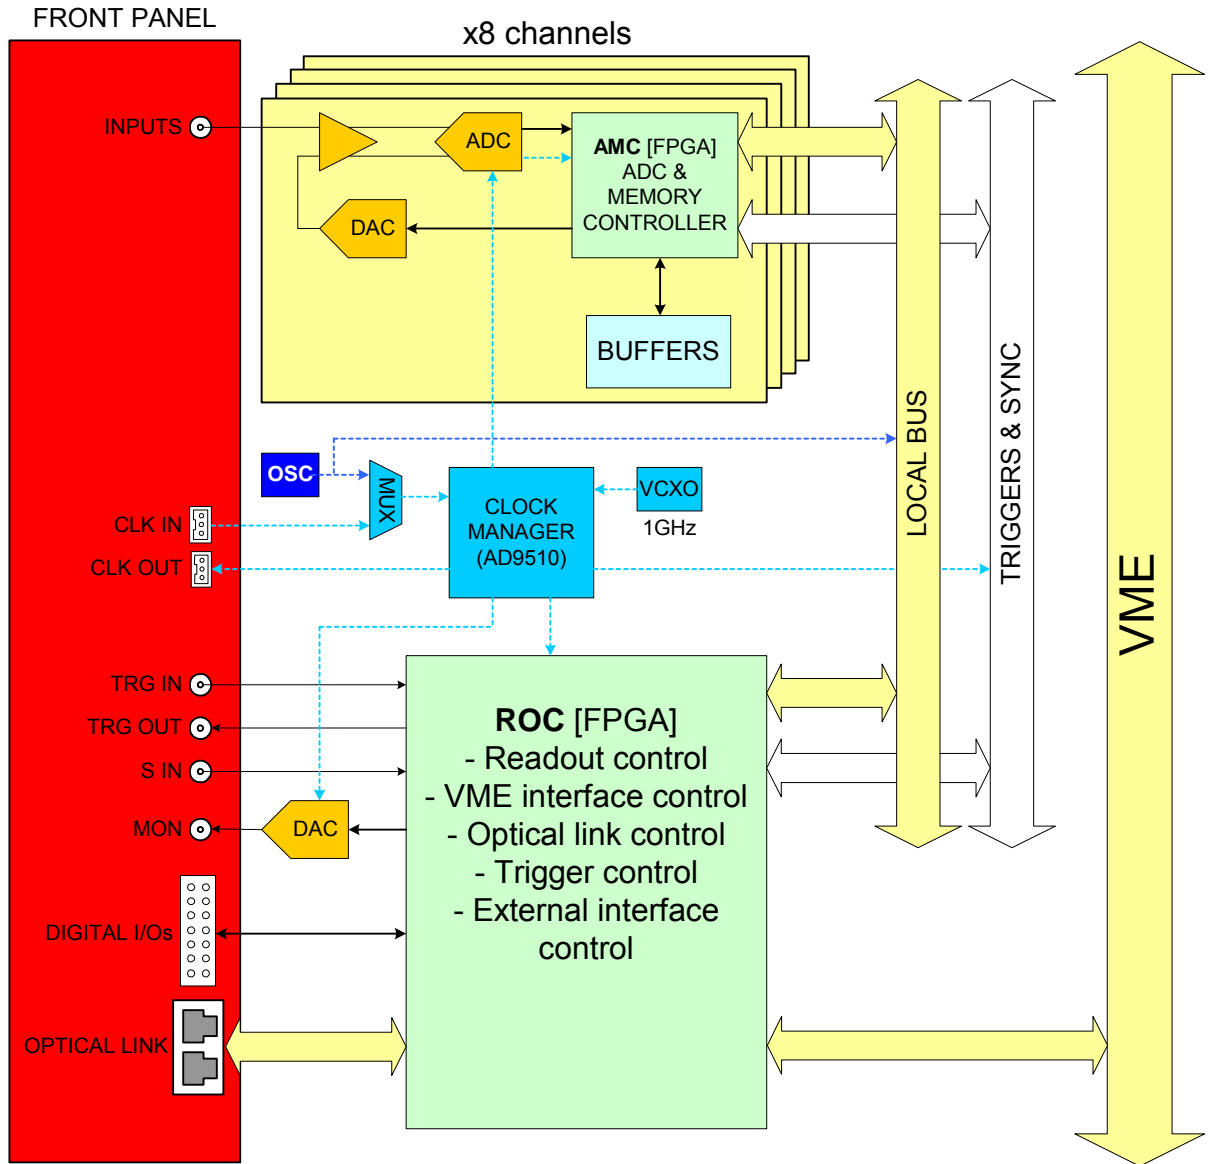 FRONT PANEL
x8 channels
INPUTS
ADC
AMC [FPGA]
ADC &
MEMORY
CONTROLLER
DAC
BUFFERS
OSC
MUX
CLOCK
MANAGER
(AD9510)
VCXO
1GHz
CLK IN
CLK OUT
LOCAL BUS
TRIGGERS & SYNC
VME
TRG IN
TRG OUT
S IN
MON
DAC
ROC [FPGA]
- Readout control
- VME interface control
- Optical link control
- Trigger control
- External interface
control
DIGITAL I/Os
OPTICAL LINK